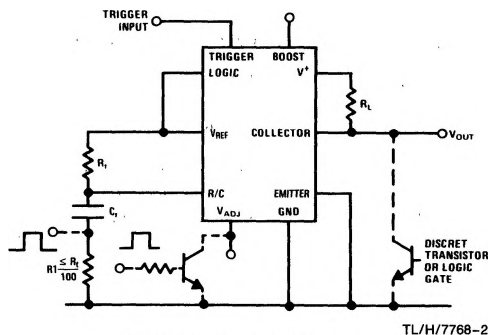 TRIGGER
INPUT
TRIGGER
BOOST
LOGIC
V+
RL
VREF
COLLECTOR
VOUT
Rt
R/C
EMITTER
Ct
VADJ
GND
R1 ≤ Rt
100
DISCRET
TRANSISTOR
OR LOGIC
GATE
TL/H/7768-2